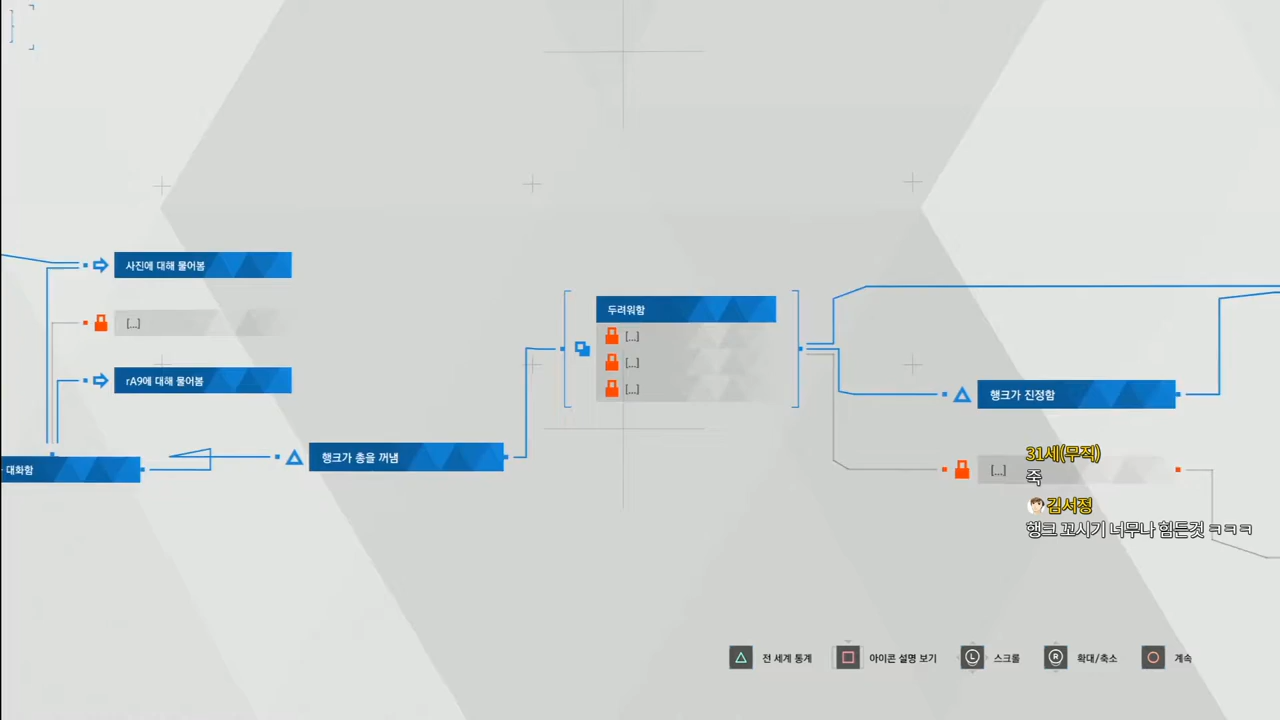 사진에 대해 물어봄
[...]
rA9에 대해 물어봄
대화함
행크가 총을 꺼냄
두려워함
[...]
[...]
[...]
행크가 진정함
[...]
31세(무직)
죽
김서정
행크 꼬시기 너무나 힘든것 ㅋㅋㅋ
전 세계 통계
아이콘 설명 보기
L 스크롤
R 확대/축소
계속